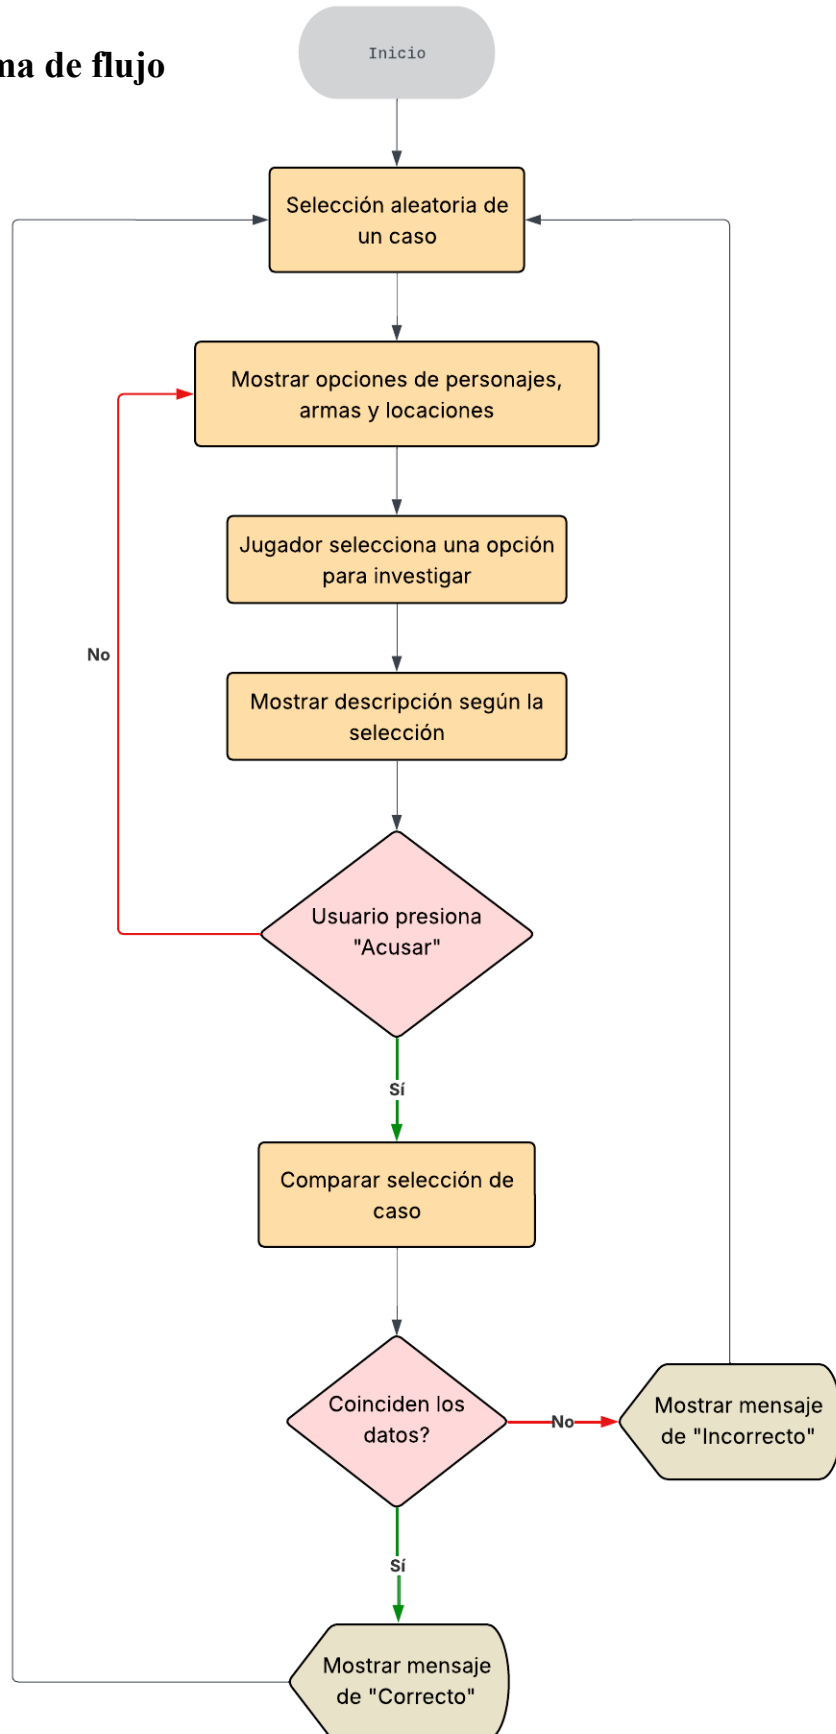 Inicio
ma de flujo
Selección aleatoria de
un caso
Mostrar opciones de personajes,
armas y locaciones
Jugador selecciona una opción
para investigar
No
Mostrar descripción según la
selección
Usuario presiona
"Acusar"
Sí
Comparar selección de
caso
Coinciden los
datos?
No
Mostrar mensaje
de "Incorrecto"
Sí
Mostrar mensaje
de "Correcto"